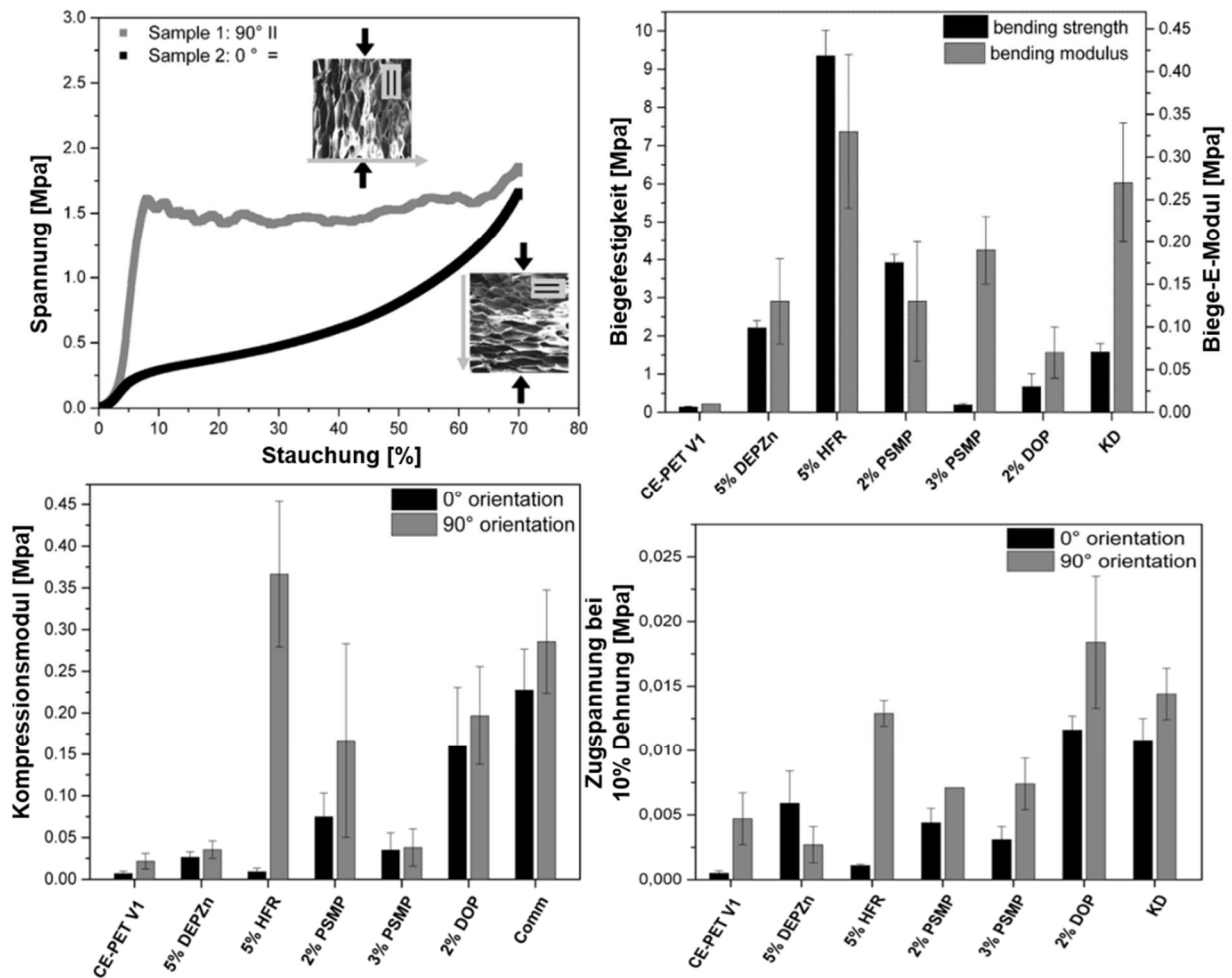 3.0
2.5
2.0
1.5
1.0
0.5
0.0
Spannung [Mpa]
Sample 1: 90° II
Sample 2: 0° =
0 10 20 30 40 50 60 70 80
Stauchung [%]
10
9
8
7
6
5
4
3
2
1
0
Biegefestigkeit [Mpa]
bending strength
bending modulus
0.45
0.40
0.35
0.30
0.25
0.20
0.15
0.10
0.05
0.00
Biege-E-Modul [Mpa]
CE-PET V1
5% DEPZn
5% HFR
2% PSMP
3% PSMP
2% DOP
KD
0.45
0.40
0.35
0.30
0.25
0.20
0.15
0.10
0.05
0.00
Kompressionsmodul [Mpa]
0° orientation
90° orientation
CE-PET V1
5% DEPZn
5% HFR
2% PSMP
3% PSMP
2% DOP
Comm
Zugspannung bei
10% Dehnung [Mpa]
0,025
0,020
0,015
0,010
0,005
0,000
0° orientation
90° orientation
CE-PET V1
5% DEPZn
5% HFR
2% PSMP
3% PSMP
2% DOP
KD